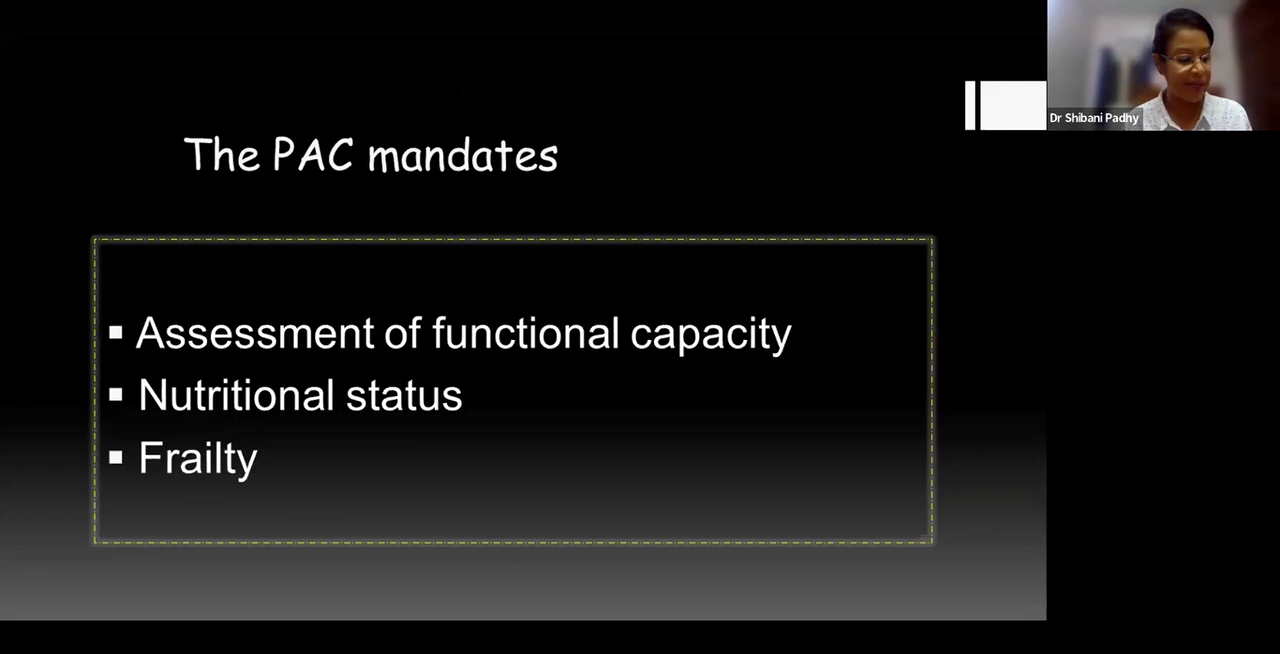 The PAC mandates
Dr Shibani Padhy
▪ Assessment of functional capacity
▪ Nutritional status
▪ Frailty